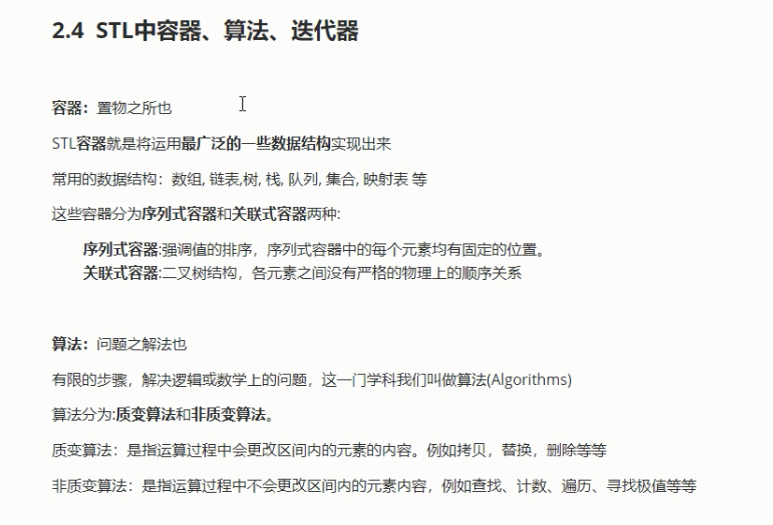 2.4 STL中容器、算法、迭代器
容器：置物之所也
STL容器就是将运用最广泛的一些数据结构实现出来
常用的数据结构：数组, 链表,树, 栈, 队列, 集合, 映射表 等
这些容器分为序列式容器和关联式容器两种:
序列式容器:强调值的排序，序列式容器中的每个元素均有固定的位置。
关联式容器:二叉树结构，各元素之间没有严格的物理上的顺序关系
算法：问题之解法也
有限的步骤，解决逻辑或数学上的问题，这一门学科我们叫做算法(Algorithms)
算法分为:质变算法和非质变算法。
质变算法：是指运算过程中会更改区间内的元素的内容。例如拷贝，替换，删除等等
非质变算法：是指运算过程中不会更改区间内的元素内容，例如查找、计数、遍历、寻找极值等等